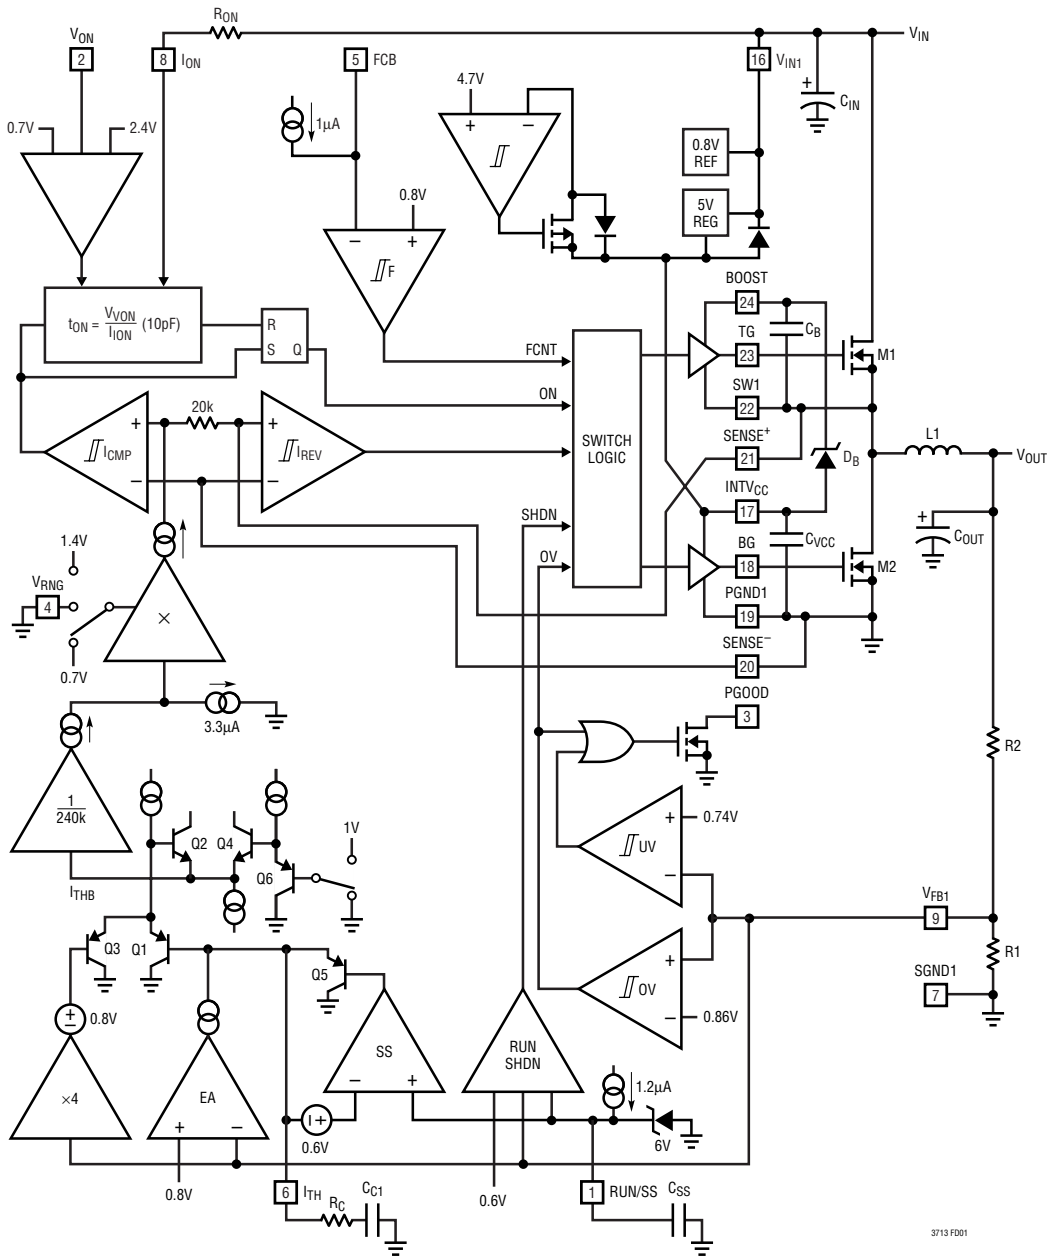 R_ON
V_ON
2
8
I_ON
5
FCB
16
V_IN1
V_IN
+
C_IN
4.7V
+
−
0.7V
2.4V
1µA
0.8V
REF
5V
REG
0.8V
−
+
F
t_ON = V_VON / I_ION (10pF)
R
S
Q
BOOST
24
C_B
TG
23
M1
SW1
22
FCNT
ON
SWITCH
LOGIC
20k
+
I_CMP
−
+
I_REV
−
SENSE+
21
D_B
L1
V_OUT
INTV_CC
17
SHDN
+
C_OUT
C_VCC
BG
18
M2
OV
PGND1
19
SENSE−
20
1.4V
V_RNG
4
×
0.7V
3.3µA
PGOOD
3
R2
1
240k
Q2
Q4
1V
Q6
+
0.74V
UV
−
I_THB
V_FB1
9
Q3
Q1
Q5
+
OV
−
0.86V
R1
SGND1
7
+
−
0.8V
×4
EA
+
−
SS
−
+
RUN
SHDN
1.2µA
6V
+
0.6V
0.8V
6
I_TH
R_C
C_C1
0.6V
1
RUN/SS
C_SS
3713 FD01